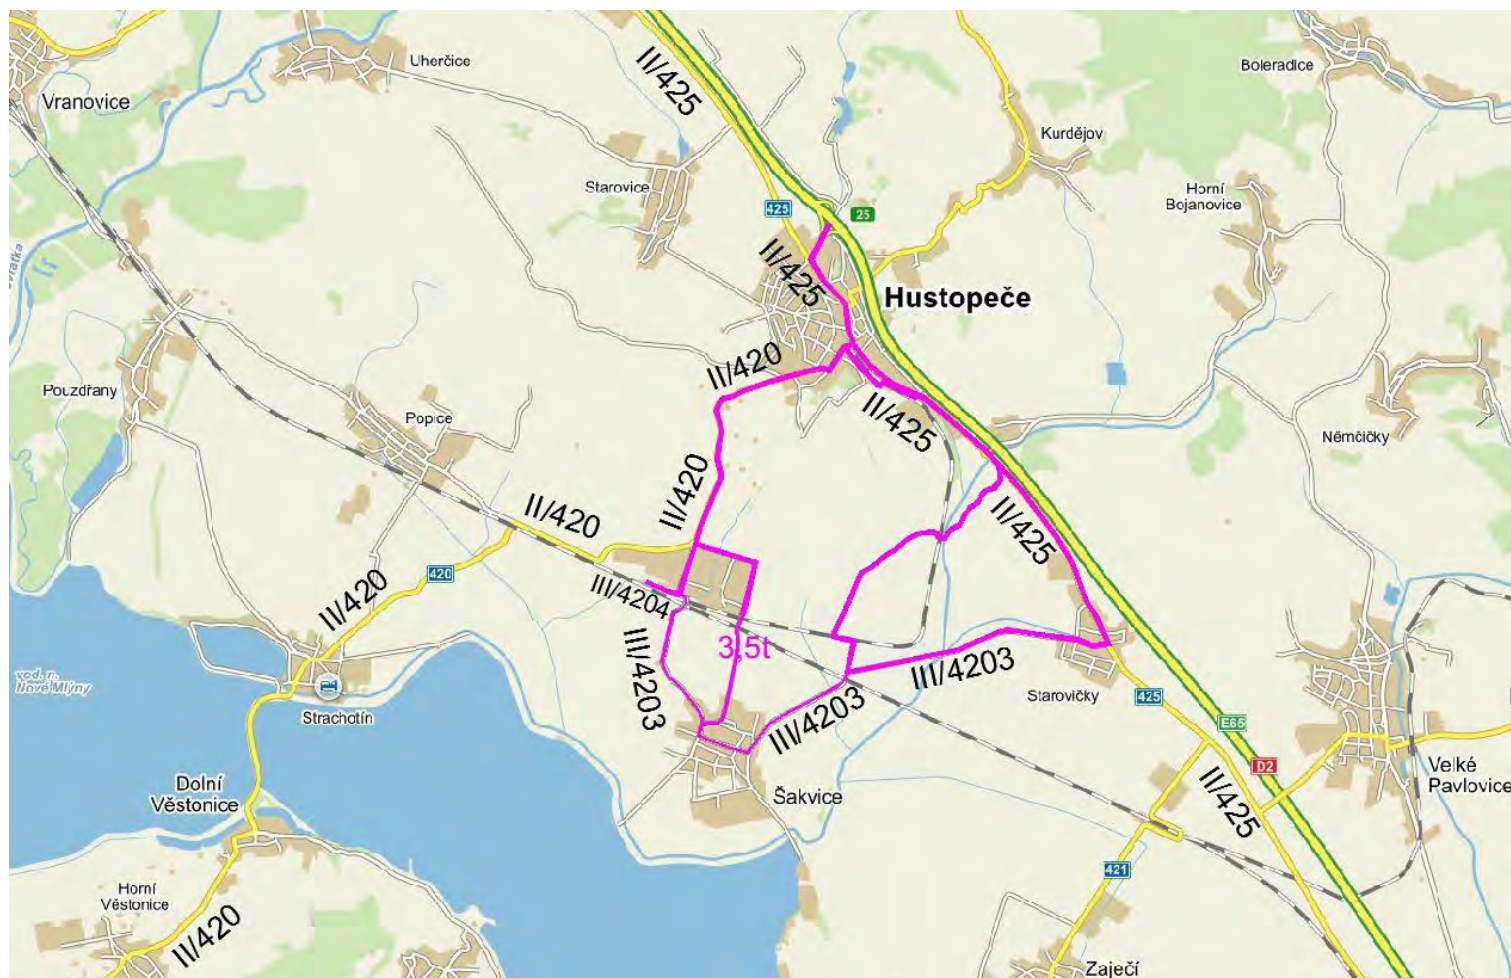 Uherčice
II/425
Boleradice
Vranovice
Kurdějov
Starovice
Horní
Bojanovice
425
25
II/425
Hustopeče
II/420
Pouzdřany
Popice
II/425
Němčičky
II/420
II/420
II/425
420
III/4204
II/420
3,5t
III/4203
III/4203
III/4203
vod. n.
Nové Mlýny
Starovičky
425
Strachotín
E65
D2
Velké
Pavlovice
Dolní
Věstonice
Šakvice
II/425
421
Horní
Věstonice
II/420
Zaječí